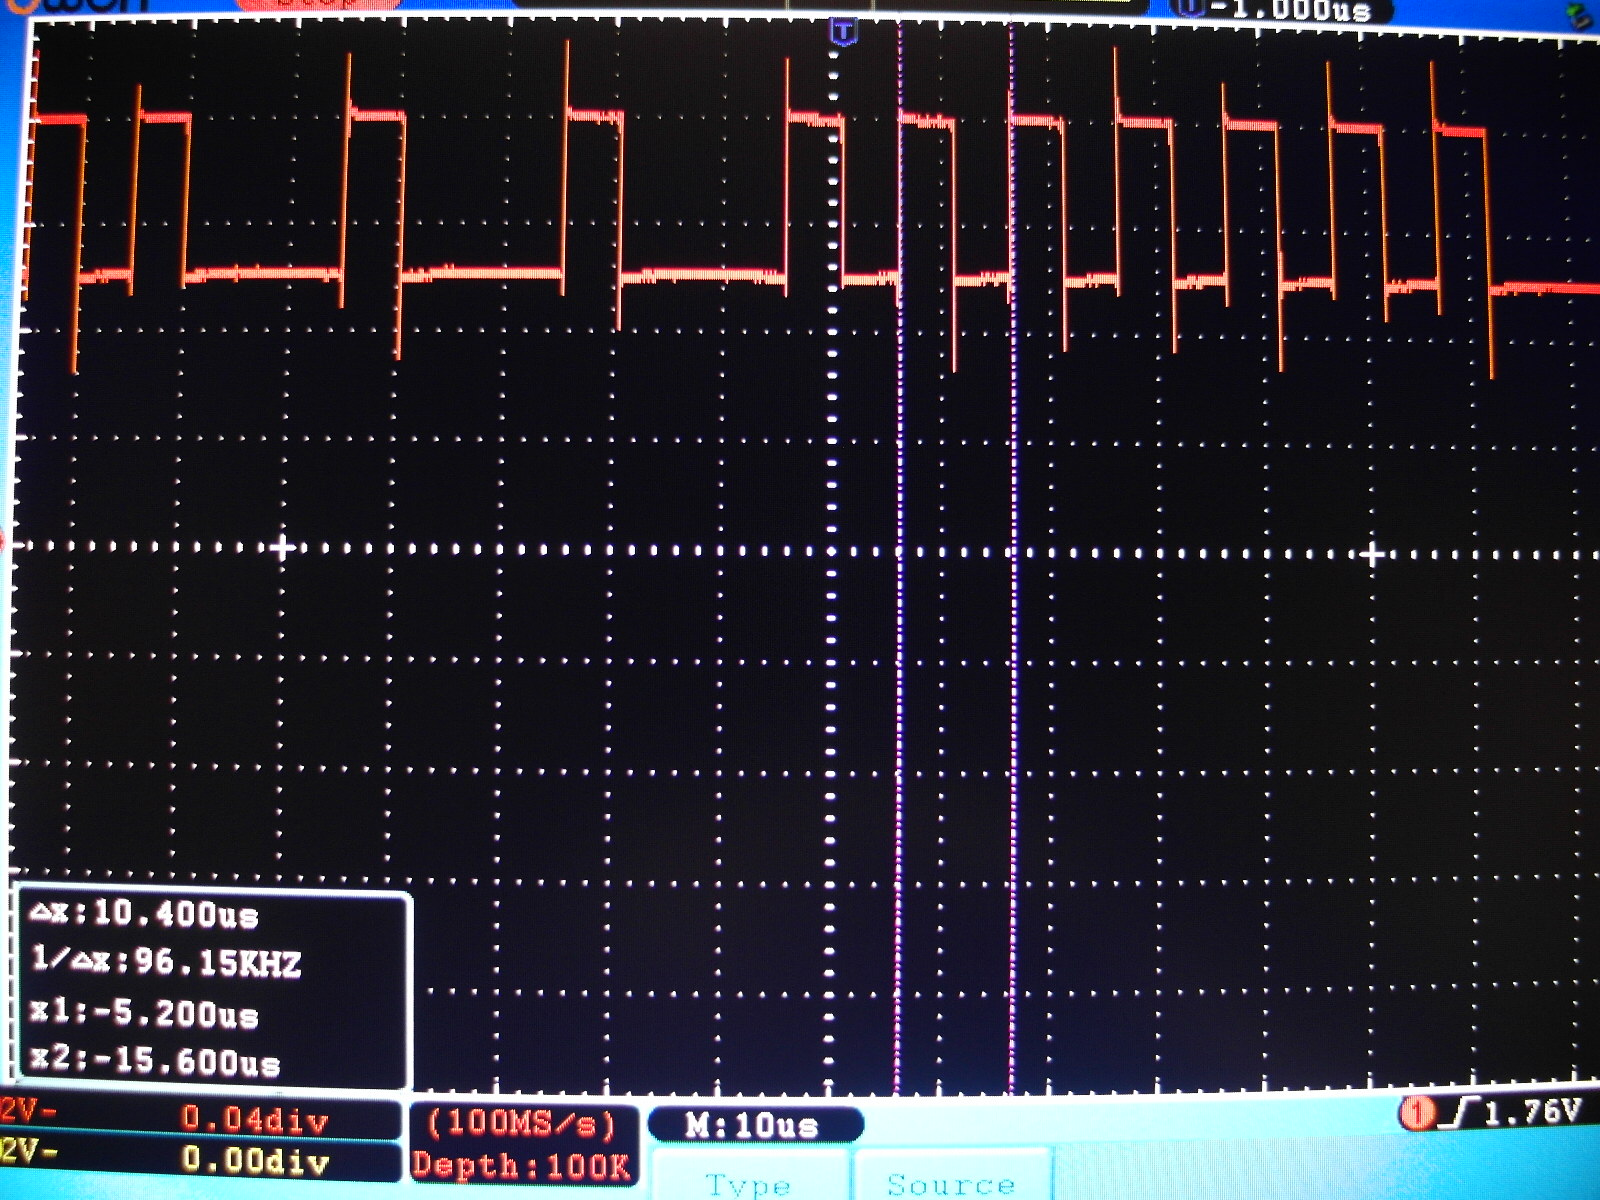 owon Stop T -1.000us
T
△x:10.400us
1/△x:96.15KHZ
x1:-5.200us
x2:-15.600us
2V~ 0.04div
2V~ 0.00div
(100MS/s)
Depth:100K
M:10us
1 1.76V
Type Source